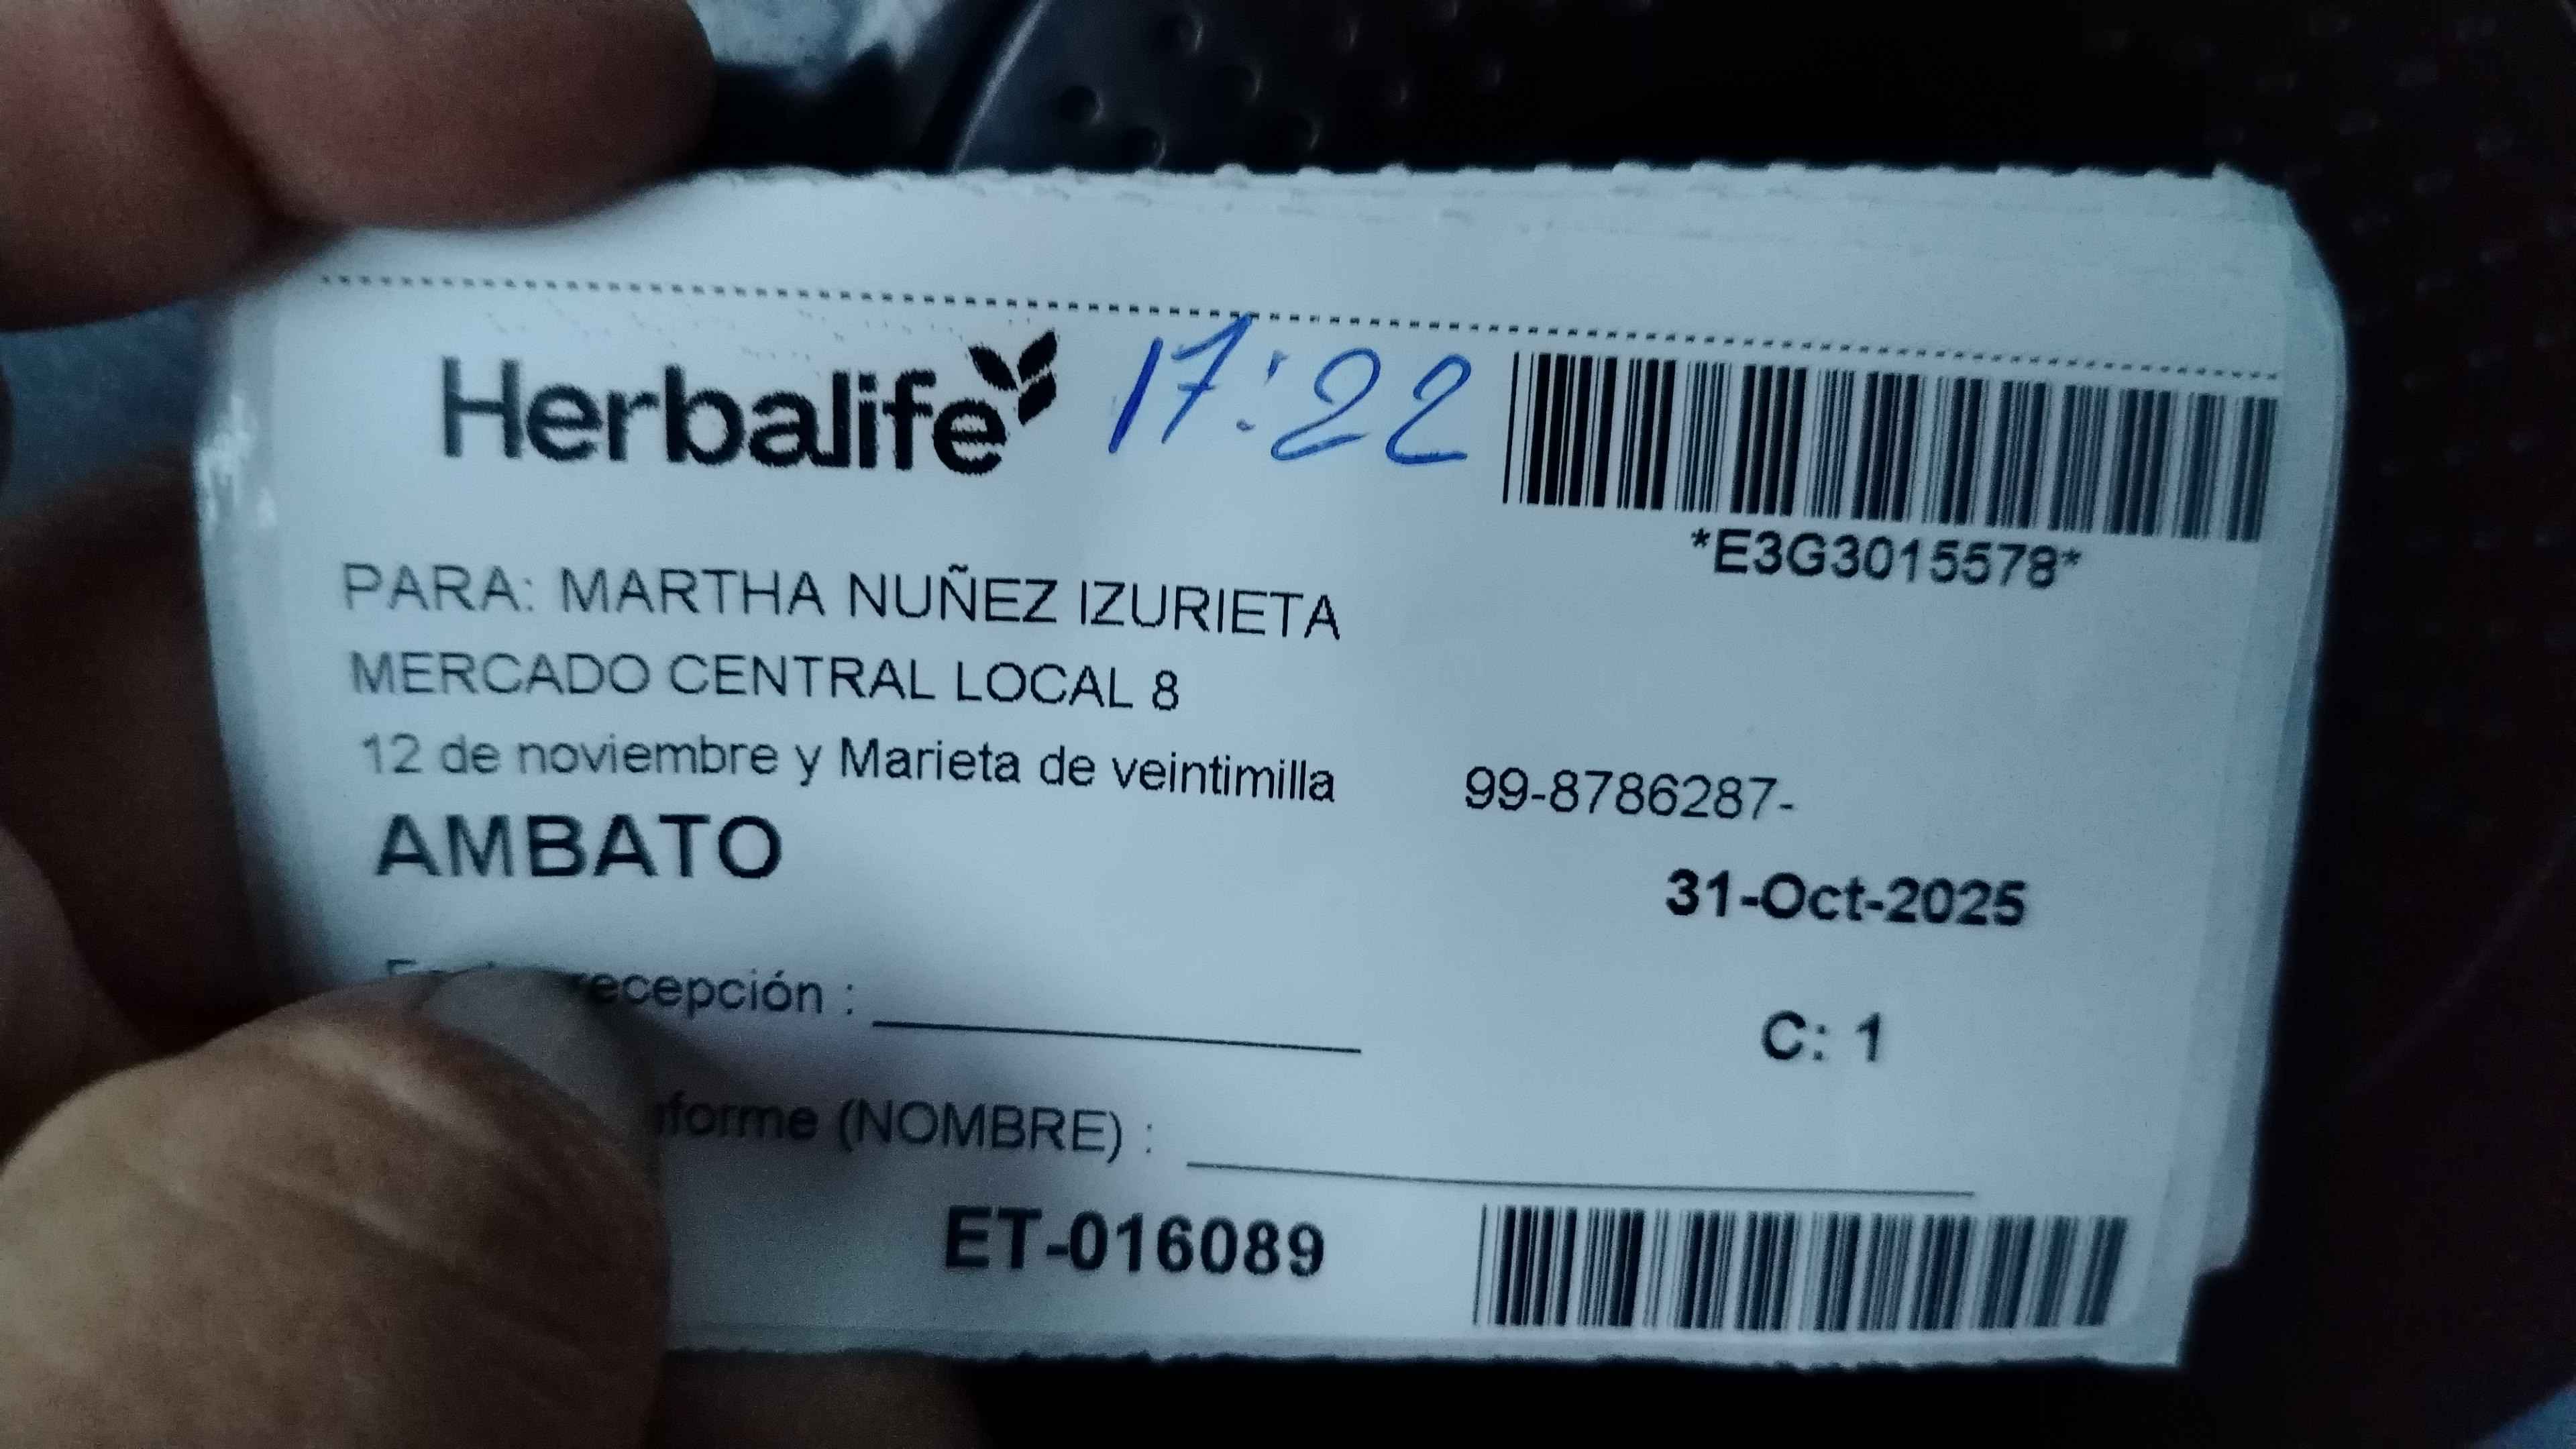 Herbalife 17:22
*E3G3015578*
PARA: MARTHA NUÑEZ IZURIETA
MERCADO CENTRAL LOCAL 8
12 de noviembre y Marieta de veintimilla 99-8786287-
AMBATO
31-Oct-2025
recepción :
C: 1
(NOMBRE) :
ET-016089